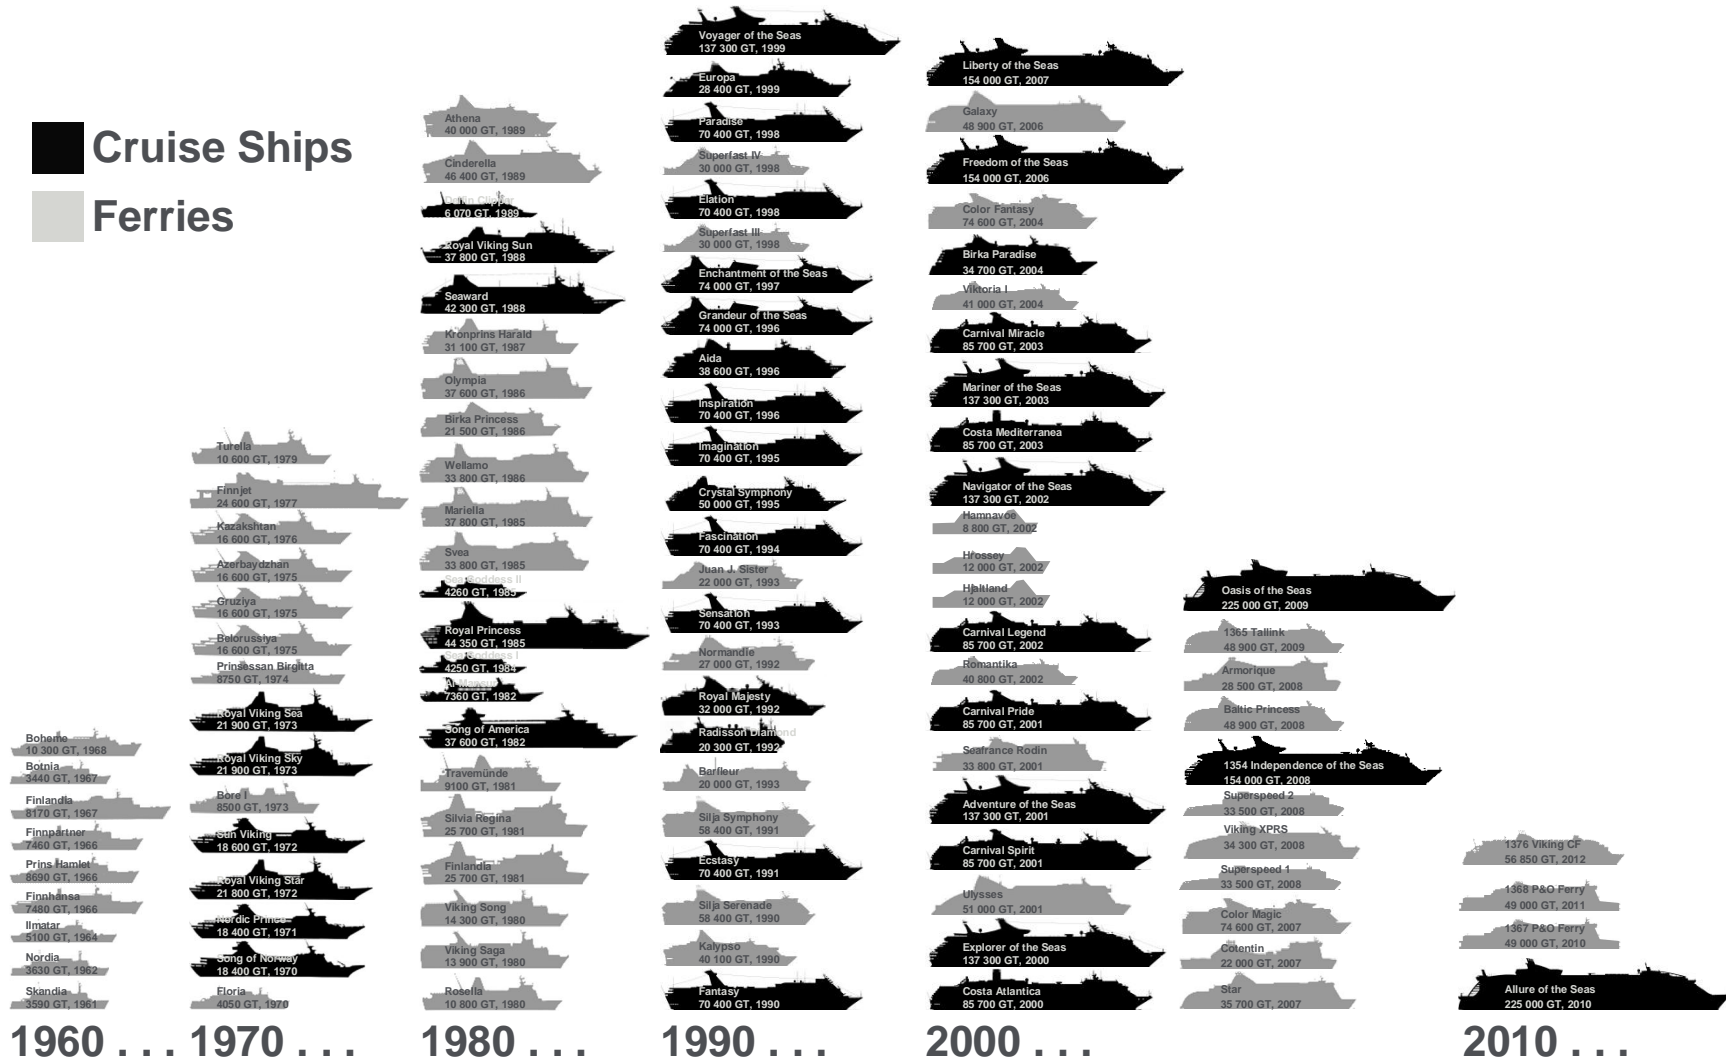 Cruise Ships
Ferries
Boheme
10 300 GT, 1968
Botnia
3440 GT, 1967
Finlandia
8170 GT, 1967
Finnpartner
7460 GT, 1966
Prins Hamlet
8690 GT, 1966
Finnhansa
7480 GT, 1966
Ilmatar
5100 GT, 1964
Nordia
3630 GT, 1962
Skandia
3590 GT, 1961
1960 . . .
Turella
10 600 GT, 1979
Finnjet
24 600 GT, 1977
Kazakhstan
16 600 GT, 1976
Azerbaydzhan
16 600 GT, 1975
Gruziya
16 600 GT, 1975
Belorussiya
16 600 GT, 1975
Prinsessan Birgitta
8750 GT, 1974
Royal Viking Sea
21 900 GT, 1973
Royal Viking Sky
21 900 GT, 1973
Bore I
8500 GT, 1973
Sun Viking
18 600 GT, 1972
Royal Viking Star
21 800 GT, 1972
Nordic Prince
18 400 GT, 1971
Song of Norway
18 400 GT, 1970
Floria
4050 GT, 1970
1970 . . .
Athena
40 000 GT, 1989
Cinderella
46 400 GT, 1989
Delfin Clipper
6 070 GT, 1989
Royal Viking Sun
37 800 GT, 1988
Seaward
42 300 GT, 1988
Kronprins Harald
31 100 GT, 1987
Olympia
37 600 GT, 1986
Birka Princess
21 500 GT, 1986
Wellamo
33 800 GT, 1986
Mariella
37 800 GT, 1985
Svea
33 800 GT, 1985
Sea Goddess II
4260 GT, 1985
Royal Princess
44 350 GT, 1985
Sea Goddess I
4250 GT, 1984
Al Mansur
7360 GT, 1982
Song of America
37 600 GT, 1982
Travemünde
9100 GT, 1981
Silvia Regina
25 700 GT, 1981
Finlandia
25 700 GT, 1981
Viking Song
14 300 GT, 1980
Viking Saga
13 900 GT, 1980
Rosella
10 800 GT, 1980
1980 . . .
Voyager of the Seas
137 300 GT, 1999
Europa
28 400 GT, 1999
Paradise
70 400 GT, 1998
Superfast IV
30 000 GT, 1998
Elation
70 400 GT, 1998
Superfast III
30 000 GT, 1998
Enchantment of the Seas
74 000 GT, 1997
Grandeur of the Seas
74 000 GT, 1996
Aida
38 600 GT, 1996
Inspiration
70 400 GT, 1996
Imagination
70 400 GT, 1995
Crystal Symphony
50 000 GT, 1995
Fascination
70 400 GT, 1994
Juan J. Sister
22 000 GT, 1993
Sensation
70 400 GT, 1993
Normandie
27 000 GT, 1992
Royal Majesty
32 000 GT, 1992
Radisson Diamond
20 300 GT, 1992
Barfleur
20 000 GT, 1993
Silja Symphony
58 400 GT, 1991
Ecstasy
70 400 GT, 1991
Silja Serenade
58 400 GT, 1990
Kalypso
40 100 GT, 1990
Fantasy
70 400 GT, 1990
1990 . . .
Liberty of the Seas
154 000 GT, 2007
Galaxy
48 900 GT, 2006
Freedom of the Seas
154 000 GT, 2006
Color Fantasy
74 600 GT, 2004
Birka Paradise
34 700 GT, 2004
Viktoria I
41 000 GT, 2004
Carnival Miracle
85 700 GT, 2003
Mariner of the Seas
137 300 GT, 2003
Costa Mediterranea
85 700 GT, 2003
Navigator of the Seas
137 300 GT, 2002
Hamnavoe
8 800 GT, 2002
Hrossey
12 000 GT, 2002
Hjaltland
12 000 GT, 2002
Carnival Legend
85 700 GT, 2002
Romantika
40 800 GT, 2002
Carnival Pride
85 700 GT, 2001
Seafrance Rodin
33 800 GT, 2001
Adventure of the Seas
137 300 GT, 2001
Carnival Spirit
85 700 GT, 2001
Ulysses
51 000 GT, 2001
Explorer of the Seas
137 300 GT, 2000
Costa Atlantica
85 700 GT, 2000
2000 . . .
Oasis of the Seas
225 000 GT, 2009
1365 Tallink
48 900 GT, 2009
Armorique
28 500 GT, 2008
Baltic Princess
48 900 GT, 2008
1354 Independence of the Seas
154 000 GT, 2008
Superspeed 2
33 500 GT, 2008
Viking XPRS
34 300 GT, 2008
Superspeed 1
33 500 GT, 2008
Color Magic
74 600 GT, 2007
Cotentin
22 000 GT, 2007
Star
35 700 GT, 2007
1376 Viking CF
56 850 GT, 2012
1368 P&O Ferry
49 000 GT, 2011
1367 P&O Ferry
49 000 GT, 2010
Allure of the Seas
225 000 GT, 2010
2010 . . .